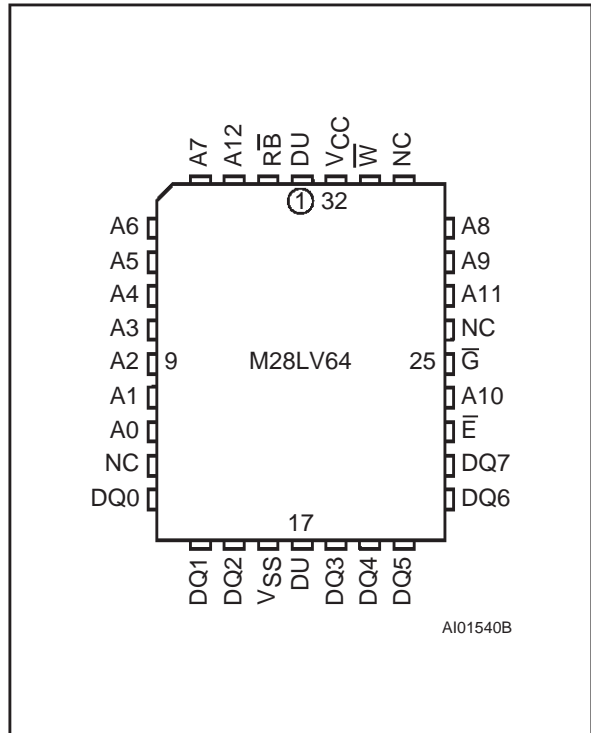 A7 A12 R̅B̅ DU VCC W̅ NC
1 32
A6 A8
A5 A9
A4 A11
A3 NC
A2 9 M28LV64 25 G̅
A1 A10
A0 E̅
NC DQ7
DQ0 DQ6
17
DQ1 DQ2 VSS DU DQ3 DQ4 DQ5
AI01540B